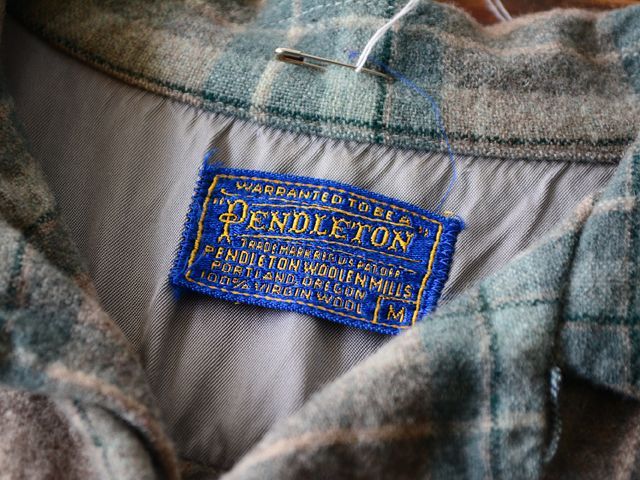 WARRANTED TO BE A
"PENDLETON"
TRADE MARK REG. U.S. PAT. OFF.
PENDLETON WOOLEN MILLS
PORTLAND, OREGON
100% VIRGIN WOOL
M